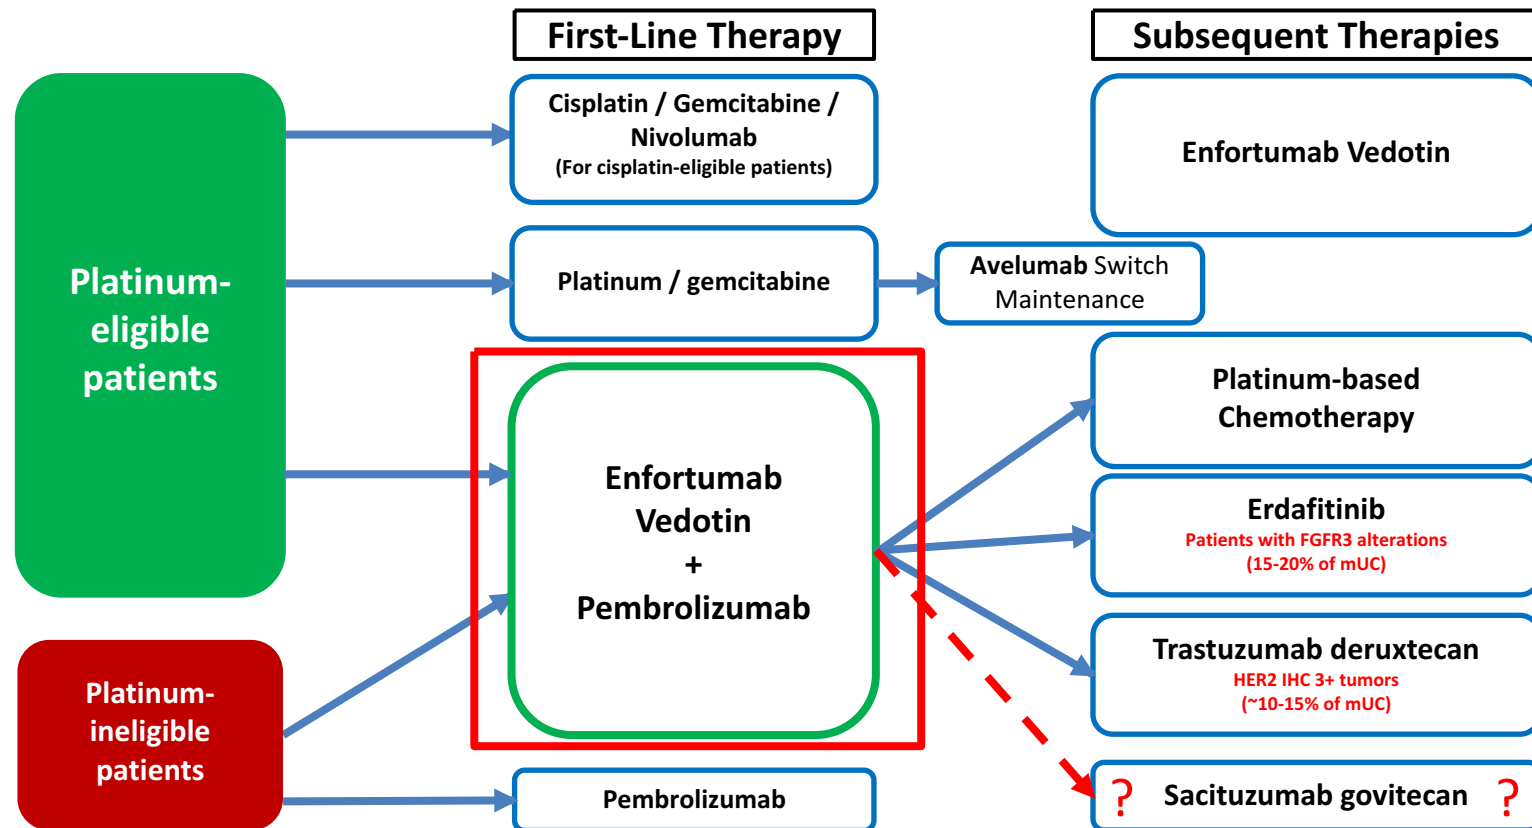 First-Line Therapy
Subsequent Therapies
Platinum-
eligible
patients
Cisplatin / Gemcitabine /
Nivolumab
(For cisplatin-eligible patients)
Enfortumab Vedotin
Platinum / gemcitabine
Avelumab Switch
Maintenance
Enfortumab
Vedotin
+
Pembrolizumab
Platinum-based
Chemotherapy
Erdafitinib
Patients with FGFR3 alterations
(15-20% of mUC)
Trastuzumab deruxtecan
HER2 IHC 3+ tumors
(~10-15% of mUC)
Platinum-
ineligible
patients
Pembrolizumab
? Sacituzumab govitecan ?